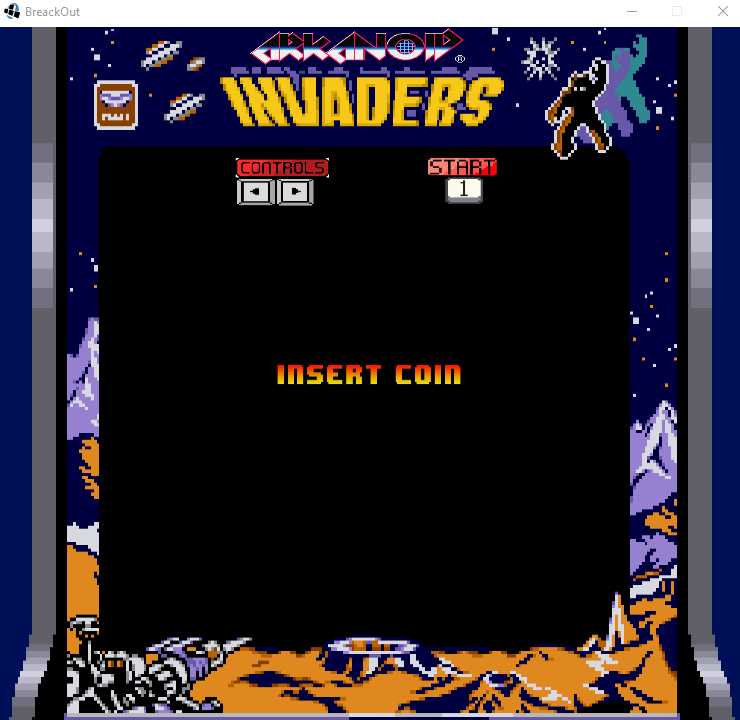 BreackOut
ARKANOID®
INVADERS
CONTROLS
START
1
INSERT COIN